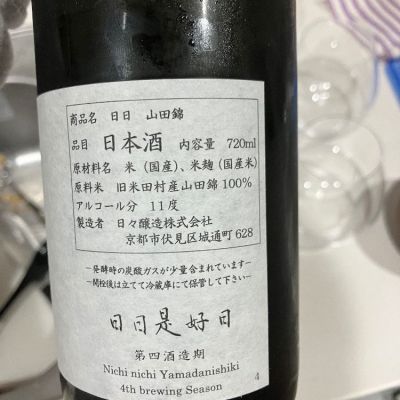 商品名 日日 山田錦
品目 日本酒 内容量 720ml
原材料名 米(国産)、米麹(国産米)
原料米 旧米田村産山田錦100%
アルコール分 11度
製造者 日々醸造株式会社
京都市伏見区城通町628
−発酵時の炭酸ガスが少量含まれています−
−開栓後は立てて冷蔵庫にて保管して下さい−
日日是好日
第四酒造期
Nichi nichi Yamadanishiki
4th brewing Season
4